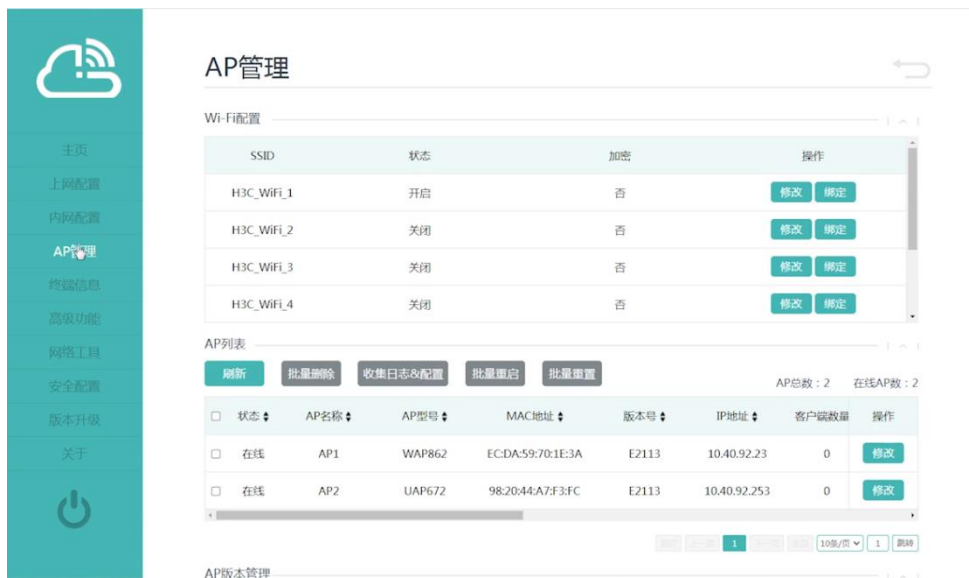 AP管理
Wi-Fi配置
SSID 状态 加密 操作
H3C_WiFi_1 开启 否 修改 绑定
H3C_WiFi_2 关闭 否 修改 绑定
H3C_WiFi_3 关闭 否 修改 绑定
H3C_WiFi_4 关闭 否 修改 绑定
主页
上网配置
内网配置
AP管理
终端信息
高级功能
网络工具
安全配置
版本升级
关于
AP列表
刷新 批量删除 收集日志&配置 批量重启 批量重置
AP总数：2 在线AP数：2
状态 AP名称 AP型号 MAC地址 版本号 IP地址 客户端数量 操作
在线 AP1 WAP862 EC:DA:59:70:1E:3A E2113 10.40.92.23 0 修改
在线 AP2 UAP672 98:20:44:A7:F3:FC E2113 10.40.92.253 0 修改
1 10条/页 1 跳转
AP版本管理